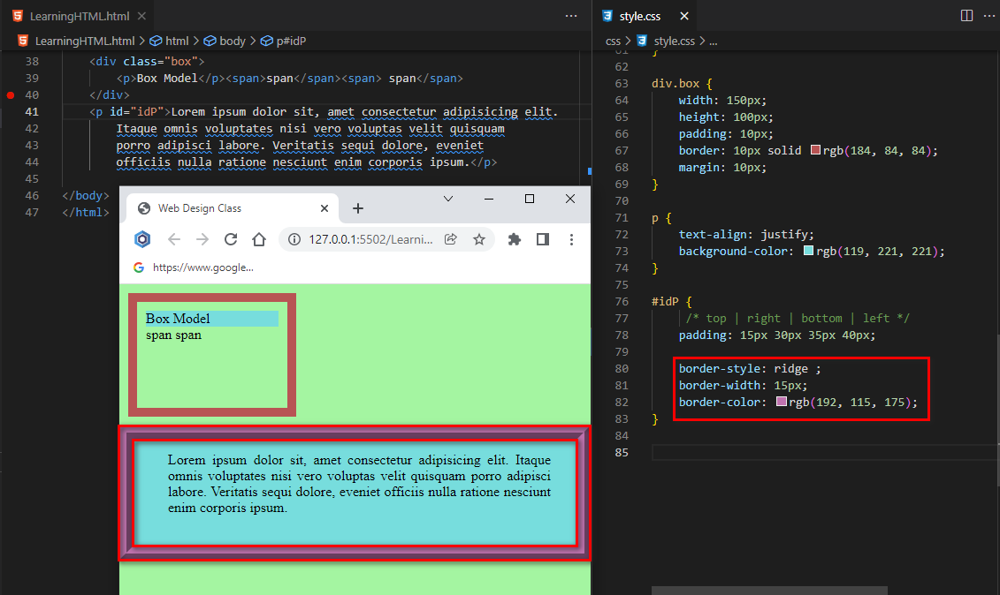 LearningHTML.html
LearningHTML.html > html > body > p#idP
38 <div class="box">
39 <p>Box Model</p><span>span</span><span> span</span>
40 </div>
41 <p id="idP">Lorem ipsum dolor sit, amet consectetur adipisicing elit.
42 Itaque omnis voluptates nisi vero voluptas velit quisquam
43 porro adipisci labore. Veritatis sequi dolore, eveniet
44 officiis nulla ratione nesciunt enim corporis ipsum.</p>
45
46 </body>
47 </html>
Web Design Class
127.0.0.1:5502/Learni...
https://www.google...
Box Model
span span
Lorem ipsum dolor sit, amet consectetur adipisicing elit. Itaque
omnis voluptates nisi vero voluptas velit quisquam porro adipisci
labore. Veritatis sequi dolore, eveniet officiis nulla ratione nesciunt
enim corporis ipsum.
style.css
css > style.css > ...
61 }
62
63 div.box {
64 width: 150px;
65 height: 100px;
66 padding: 10px;
67 border: 10px solid rgb(184, 84, 84);
68 margin: 10px;
69 }
70
71 p {
72 text-align: justify;
73 background-color: rgb(119, 221, 221);
74 }
75
76 #idP {
77 /* top | right | bottom | left */
78 padding: 15px 30px 35px 40px;
79
80 border-style: ridge ;
81 border-width: 15px;
82 border-color: rgb(192, 115, 175);
83 }
84
85